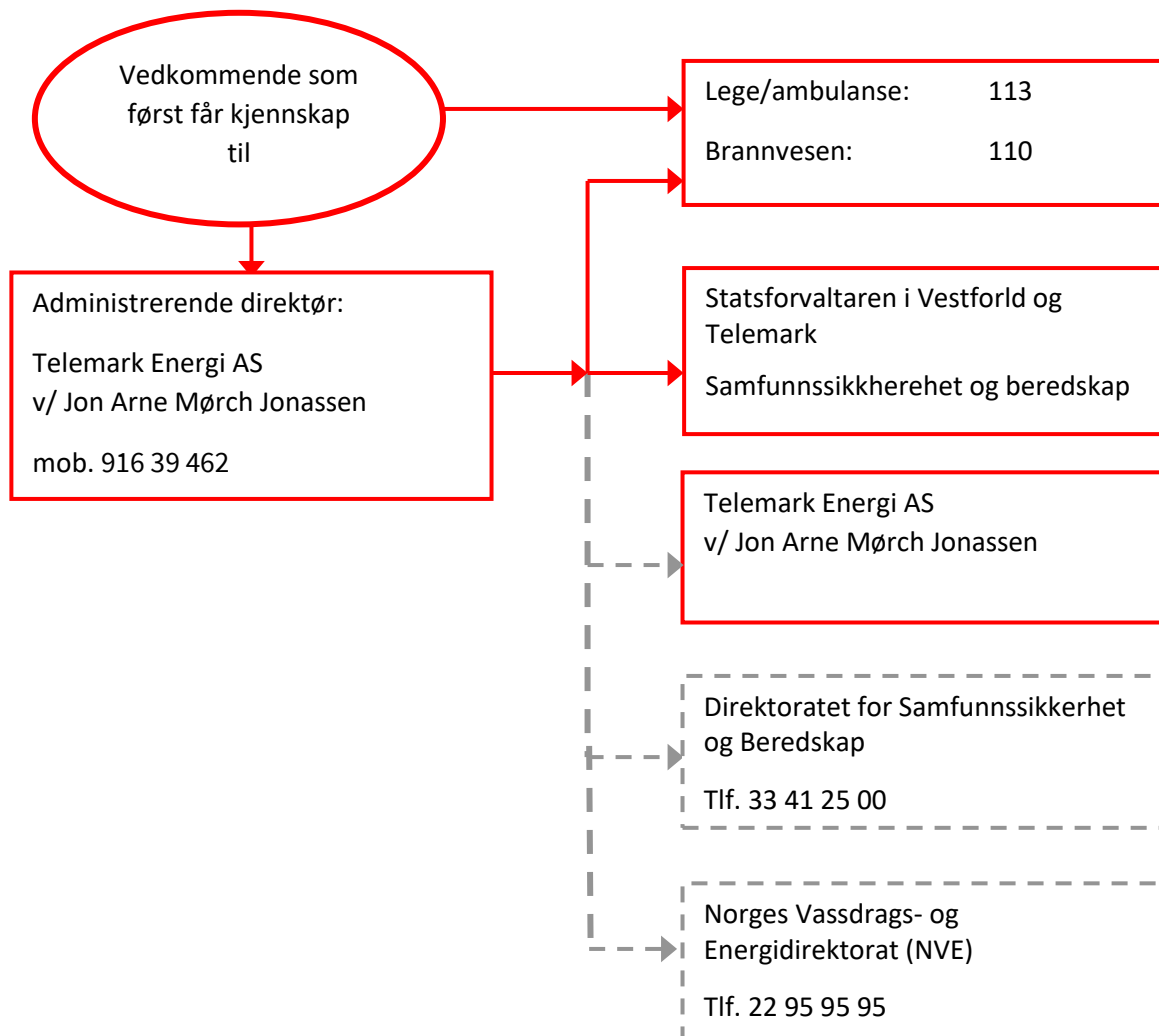 Vedkommende som
først får kjennskap
til
Lege/ambulanse: 113
Brannvesen: 110
Administrerende direktør:
Telemark Energi AS
v/ Jon Arne Mørch Jonassen
mob. 916 39 462
Statsforvaltaren i Vestforld og
Telemark
Samfunnssikkherehet og beredskap
Telemark Energi AS
v/ Jon Arne Mørch Jonassen
Direktoratet for Samfunnssikkerhet
og Beredskap
Tlf. 33 41 25 00
Norges Vassdrags- og
Energidirektorat (NVE)
Tlf. 22 95 95 95